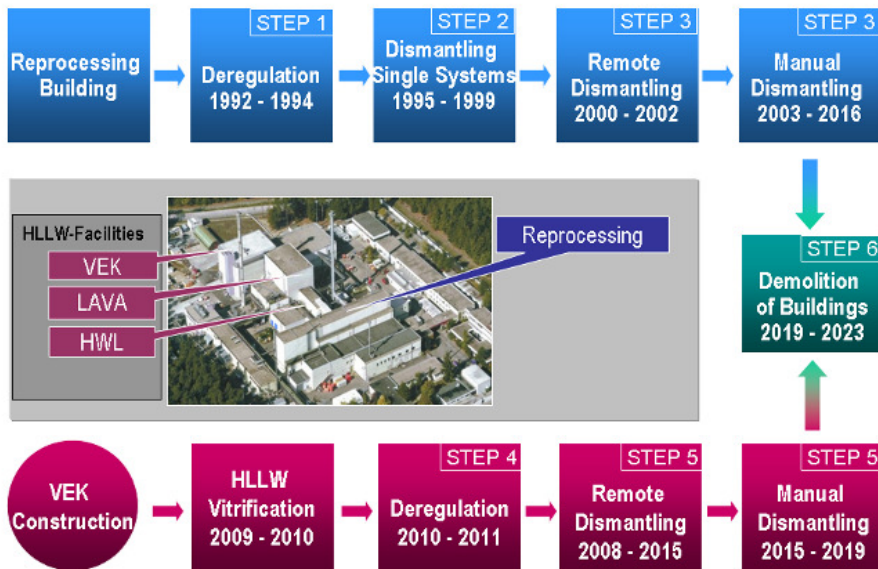 Reprocessing
Building
STEP 1
Deregulation
1992 - 1994
STEP 2
Dismantling
Single Systems
1995 - 1999
STEP 3
Remote
Dismantling
2000 - 2002
STEP 3
Manual
Dismantling
2003 - 2016
HLLW-Facilities
VEK
LAVA
HWL
Reprocessing
STEP 6
Demolition
of Buildings
2019 - 2023
VEK
Construction
HLLW
Vitrification
2009 - 2010
STEP 4
Deregulation
2010 - 2011
STEP 5
Remote
Dismantling
2008 - 2015
STEP 5
Manual
Dismantling
2015 - 2019